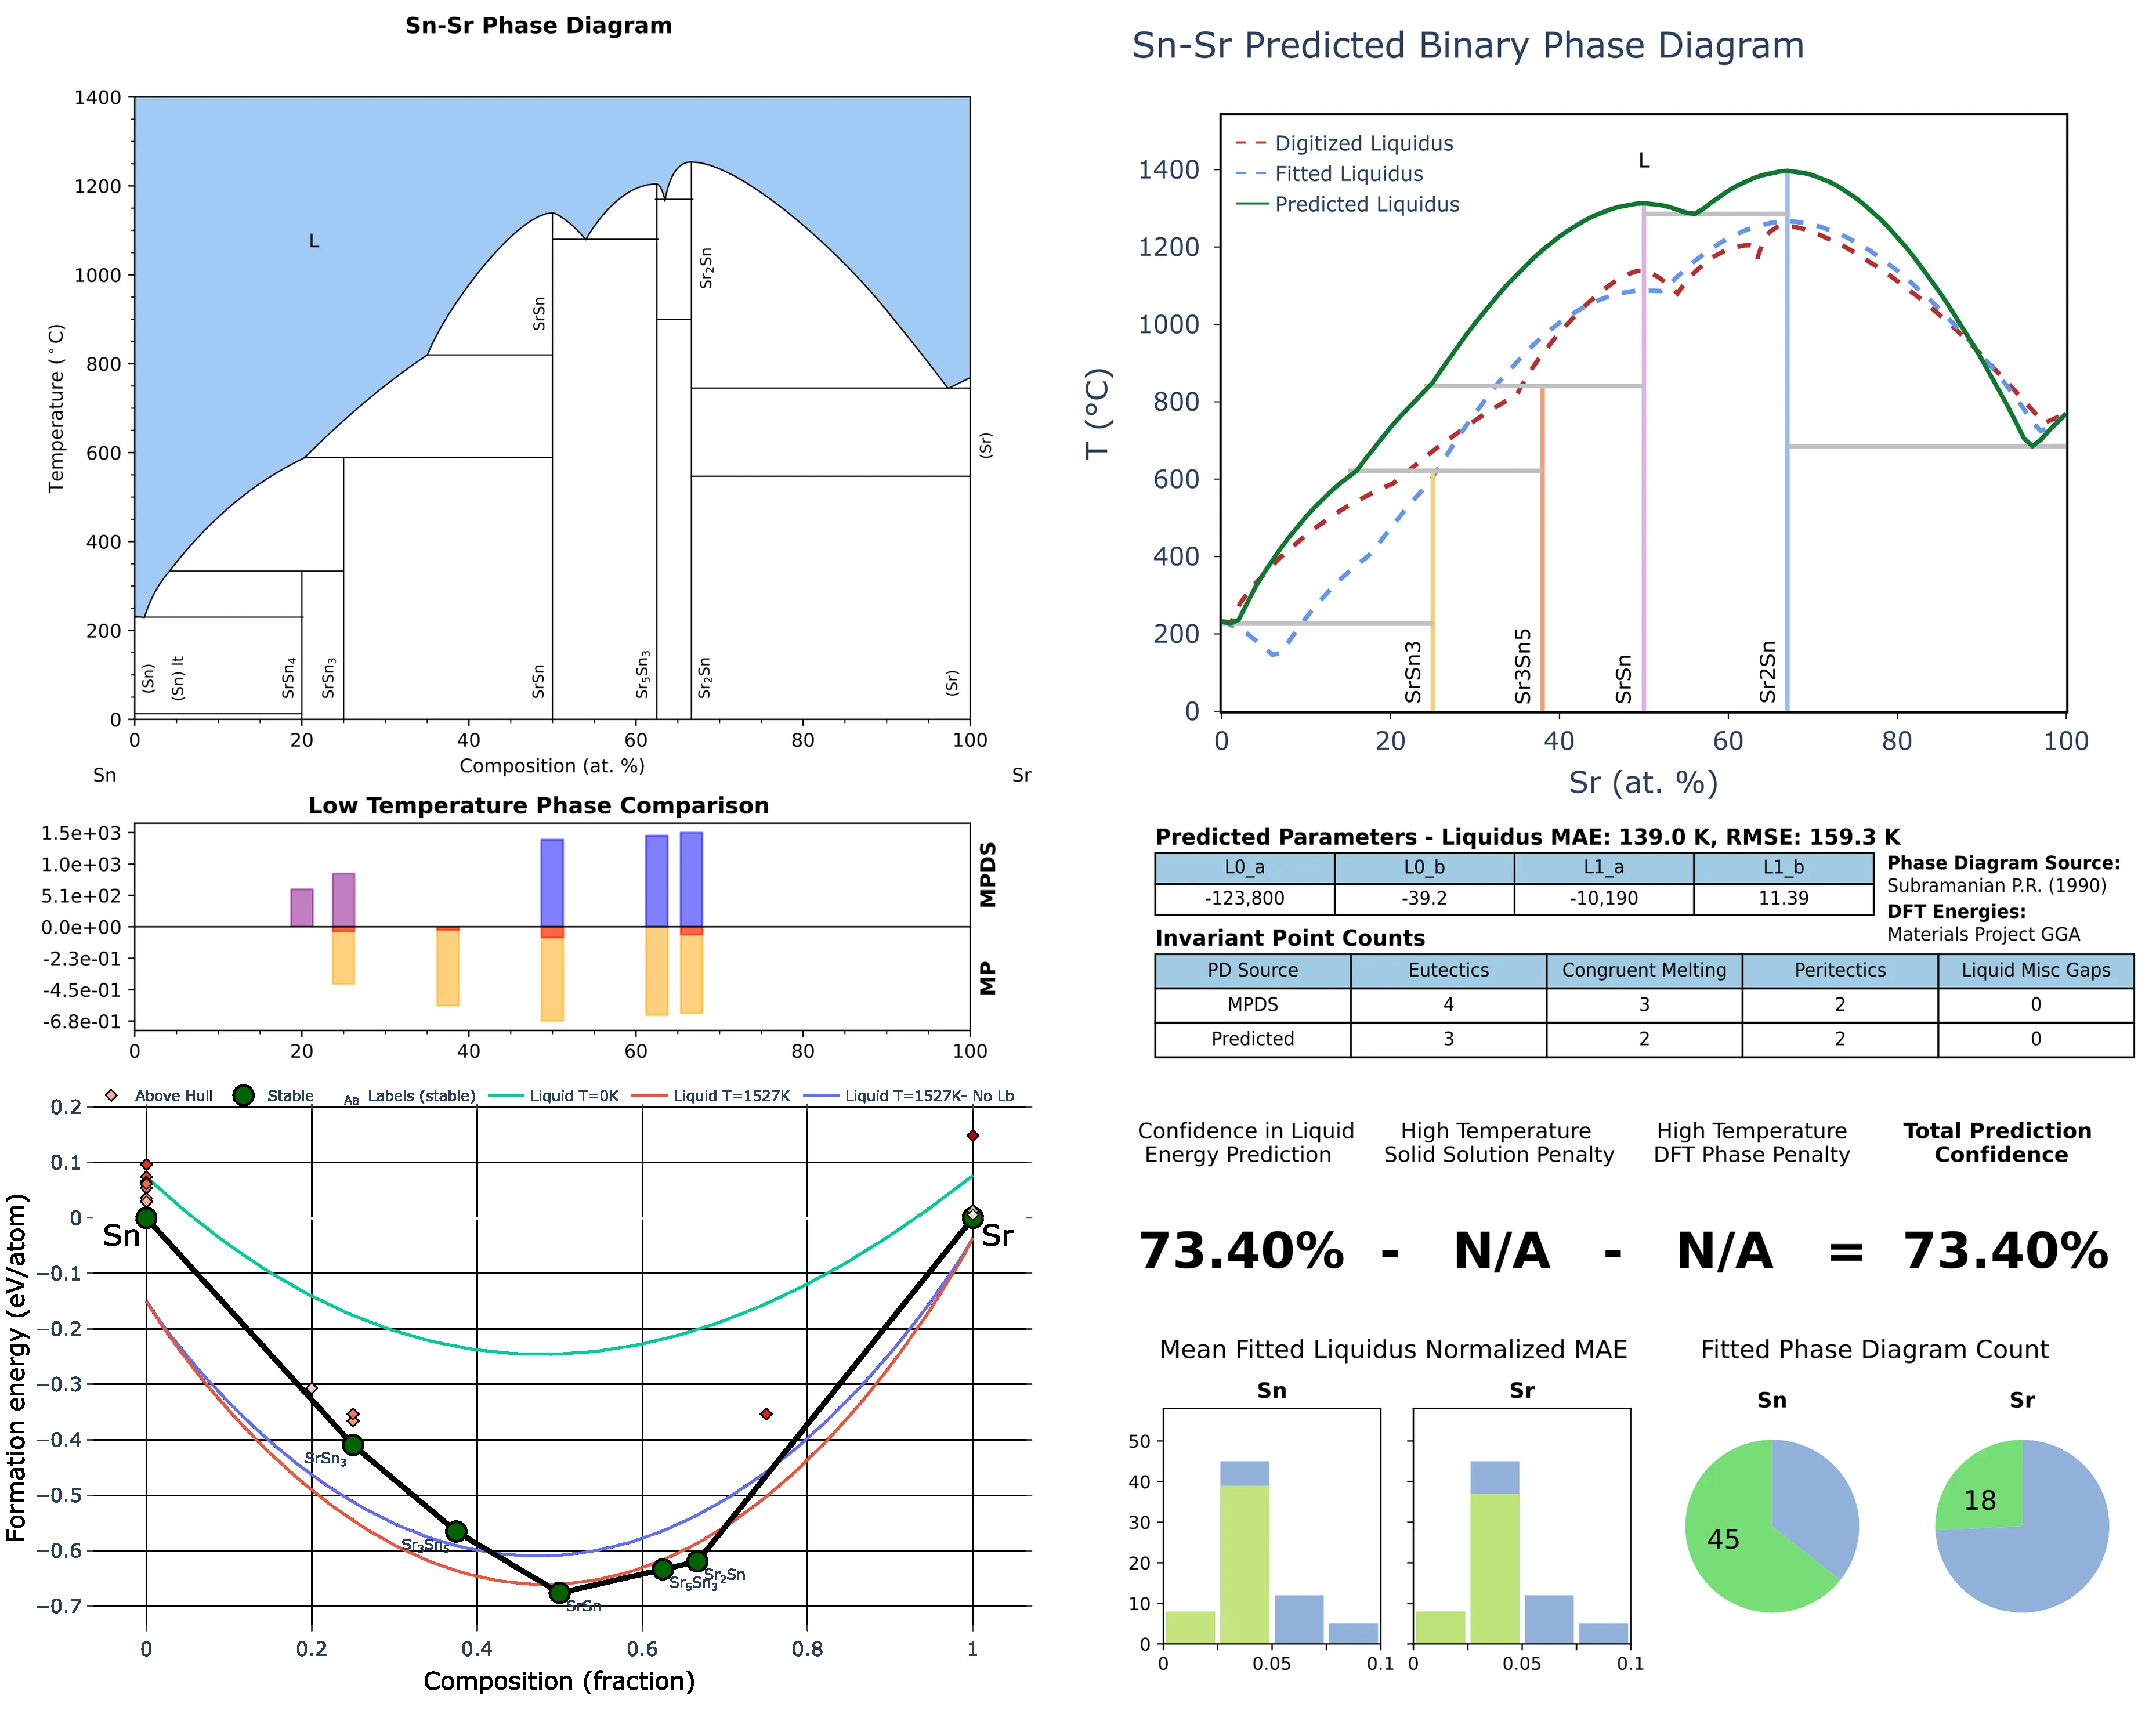 Sn-Sr Phase Diagram
1400
1200
1000
800
600
400
200
0
Temperature (°C)
L
SrSn
Sr₂Sn
(Sn)
(Sn) lt
SrSn₄
SrSn₃
SrSn
Sr₅Sn₃
Sr₂Sn
(Sr)
(Sr)
0 20 40 60 80 100
Composition (at. %)
Sn Sr
Sn-Sr Predicted Binary Phase Diagram
Digitized Liquidus
Fitted Liquidus
Predicted Liquidus
L
1400
1200
1000
800
600
400
200
0
T (°C)
SrSn3
Sr3Sn5
SrSn
Sr2Sn
0 20 40 60 80 100
Sr (at. %)
Low Temperature Phase Comparison
1.5e+03
1.0e+03
5.1e+02
0.0e+00
-2.3e-01
-4.5e-01
-6.8e-01
MPDS
MP
0 20 40 60 80 100
Predicted Parameters - Liquidus MAE: 139.0 K, RMSE: 159.3 K
L0_a L0_b L1_a L1_b
-123,800 -39.2 -10,190 11.39
Phase Diagram Source:
Subramanian P.R. (1990)
DFT Energies:
Materials Project GGA
Invariant Point Counts
PD Source Eutectics Congruent Melting Peritectics Liquid Misc Gaps
MPDS 4 3 2 0
Predicted 3 2 2 0
Above Hull Stable Aa Labels (stable) Liquid T=0K Liquid T=1527K Liquid T=1527K- No Lb
0.2
0.1
0
−0.1
−0.2
−0.3
−0.4
−0.5
−0.6
−0.7
Formation energy (eV/atom)
Sn
Sr
SrSn₃
Sr₃Sn₅
SrSn
Sr₅Sn₃
Sr₂Sn
0 0.2 0.4 0.6 0.8 1
Composition (fraction)
Confidence in Liquid
Energy Prediction
High Temperature
Solid Solution Penalty
High Temperature
DFT Phase Penalty
Total Prediction
Confidence
73.40% - N/A - N/A = 73.40%
Mean Fitted Liquidus Normalized MAE
Sn Sr
50
40
30
20
10
0
0 0.05 0.1
0 0.05 0.1
Fitted Phase Diagram Count
Sn Sr
45
18